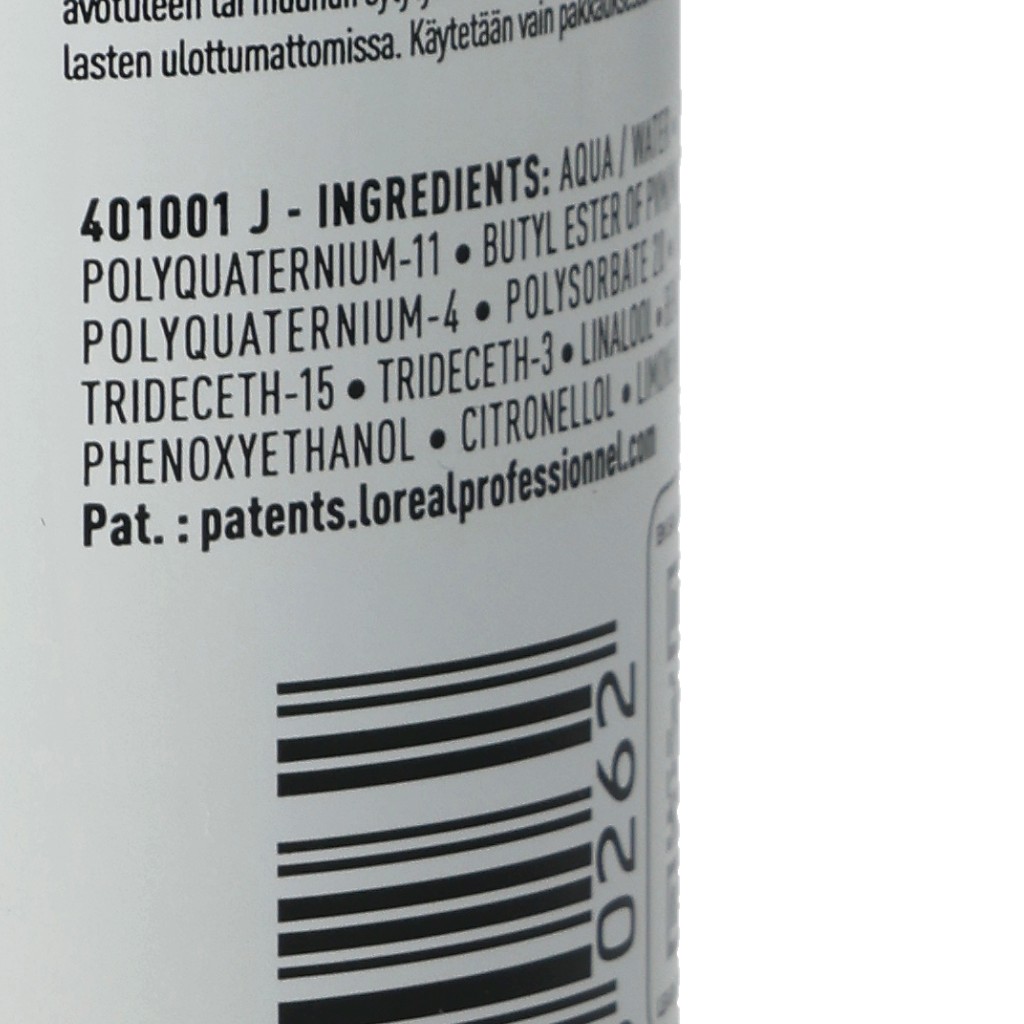 lasten ulottumattomissa. Käytetään vain
401001 J - INGREDIENTS: AQUA / WATER
POLYQUATERNIUM-11 • BUTYL ESTER OF
POLYQUATERNIUM-4 • POLYSORBATE 20
TRIDECETH-15 • TRIDECETH-3 • LINALOOL •
PHENOXYETHANOL • CITRONELLOL •
Pat. : patents.lorealprofessionnel.com
0262